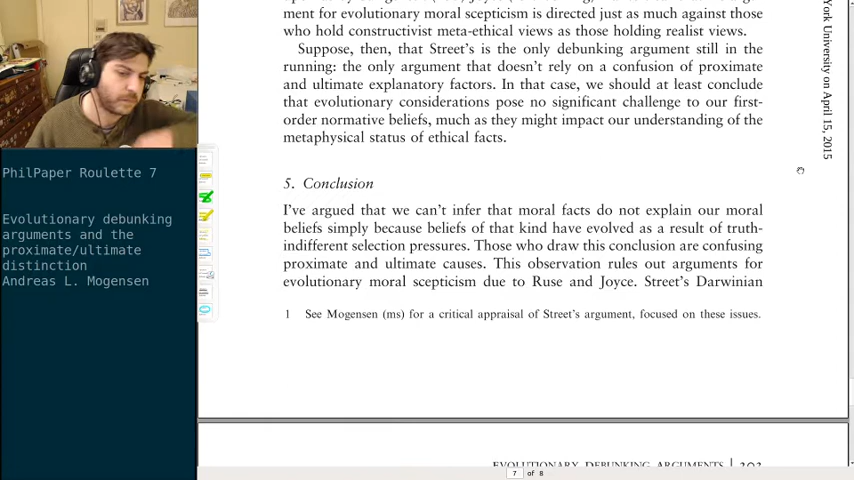 PhilPaper Roulette 7
Evolutionary debunking
arguments and the
proximate/ultimate
distinction
Andreas L. Mogensen
ment for evolutionary moral scepticism is directed just as much against those
who hold constructivist meta-ethical views as those holding realist views.
Suppose, then, that Street's is the only debunking argument still in the
running: the only argument that doesn't rely on a confusion of proximate
and ultimate explanatory factors. In that case, we should at least conclude
that evolutionary considerations pose no significant challenge to our first-
order normative beliefs, much as they might impact our understanding of the
metaphysical status of ethical facts.
5. Conclusion
I've argued that we can't infer that moral facts do not explain our moral
beliefs simply because beliefs of that kind have evolved as a result of truth-
indifferent selection pressures. Those who draw this conclusion are confusing
proximate and ultimate causes. This observation rules out arguments for
evolutionary moral scepticism due to Ruse and Joyce. Street's Darwinian
1 See Mogensen (ms) for a critical appraisal of Street's argument, focused on these issues.
York University on April 15, 2015
EVOLUTIONARY DEBUNKING ARGUMENTS |
7 of 8